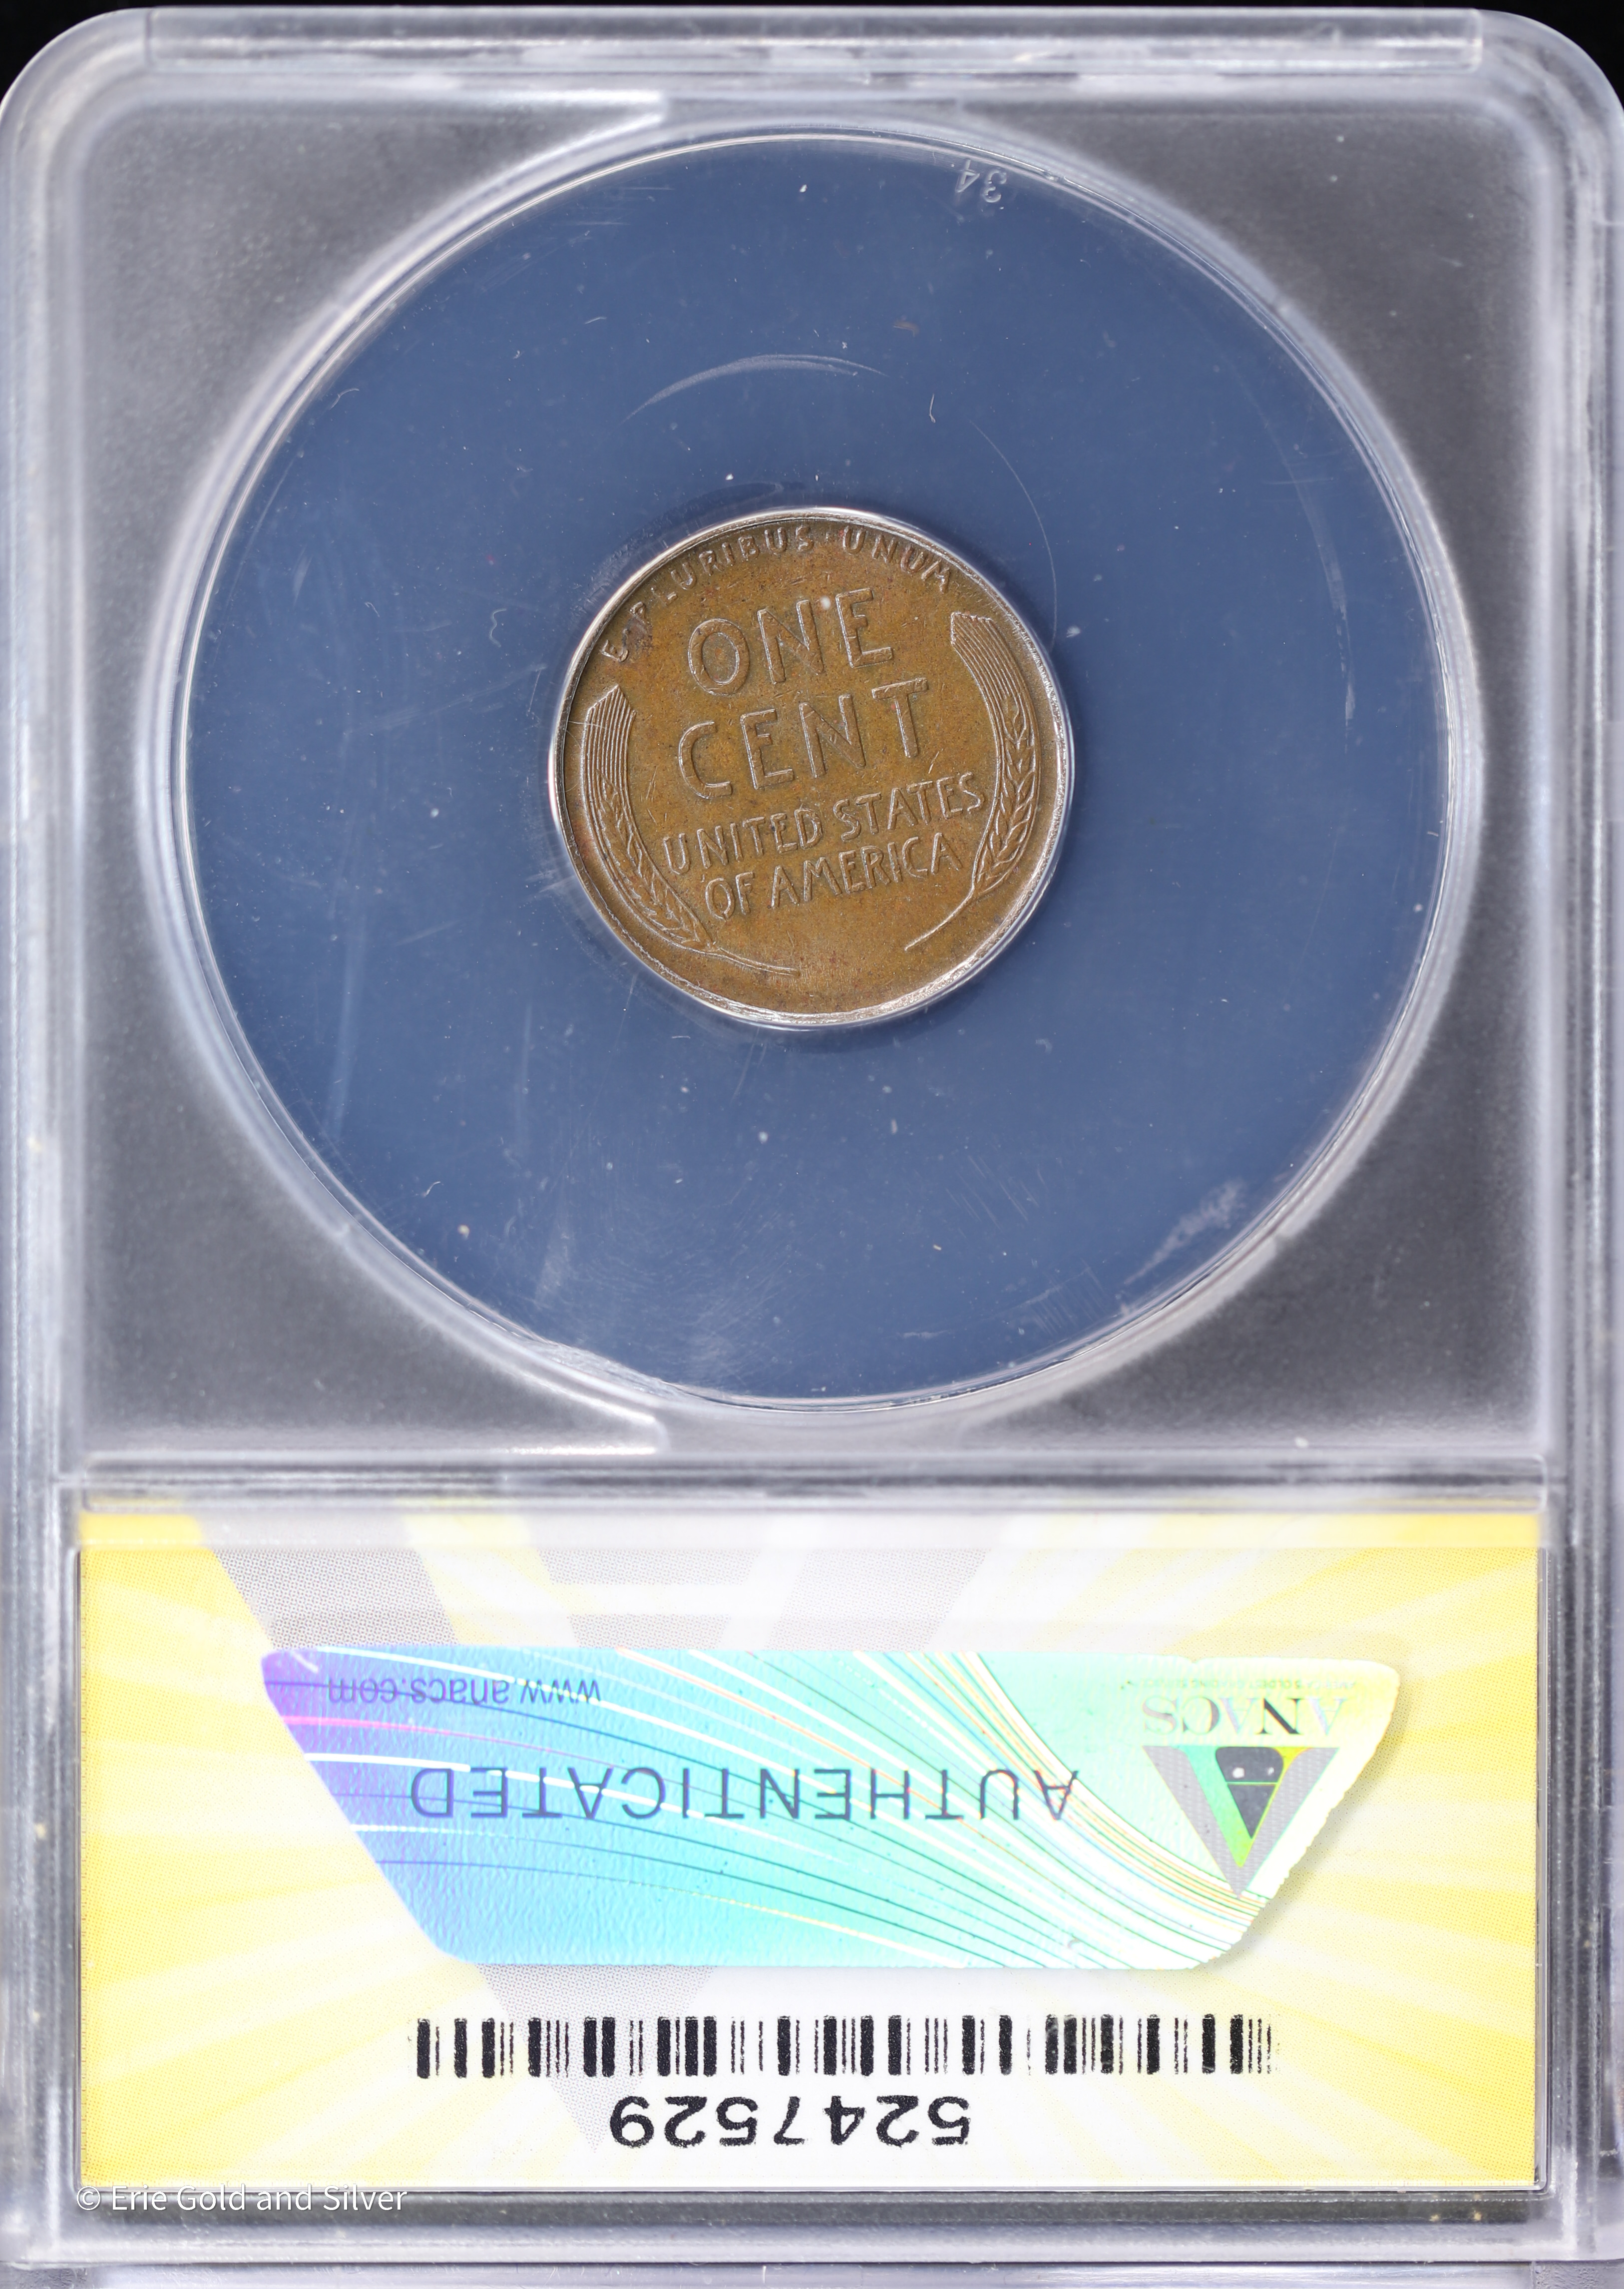 34
E · PLURIBUS · UNUM
ONE
CENT
UNITED STATES
OF AMERICA
www.anacs.com
ANACS
AUTHENTICATED
5247529
© Erie Gold and Silver